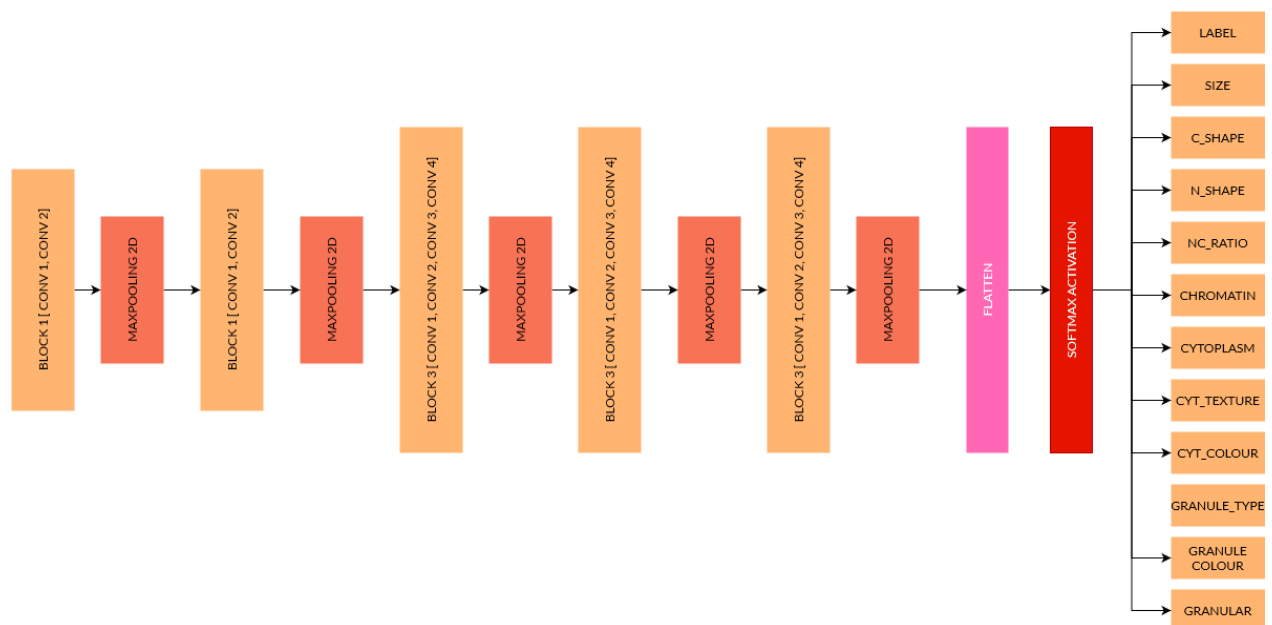 BLOCK 1 [ CONV 1, CONV 2]
MAXPOOLING 2D
BLOCK 1 [ CONV 1, CONV 2]
MAXPOOLING 2D
BLOCK 3 [ CONV 1, CONV 2, CONV 3, CONV 4]
MAXPOOLING 2D
BLOCK 3 [ CONV 1, CONV 2, CONV 3, CONV 4]
MAXPOOLING 2D
BLOCK 3 [ CONV 1, CONV 2, CONV 3, CONV 4]
MAXPOOLING 2D
FLATTEN
SOFTMAX ACTIVATION
LABEL
SIZE
C_SHAPE
N_SHAPE
NC_RATIO
CHROMATIN
CYTOPLASM
CYT_TEXTURE
CYT_COLOUR
GRANULE_TYPE
GRANULE
COLOUR
GRANULAR